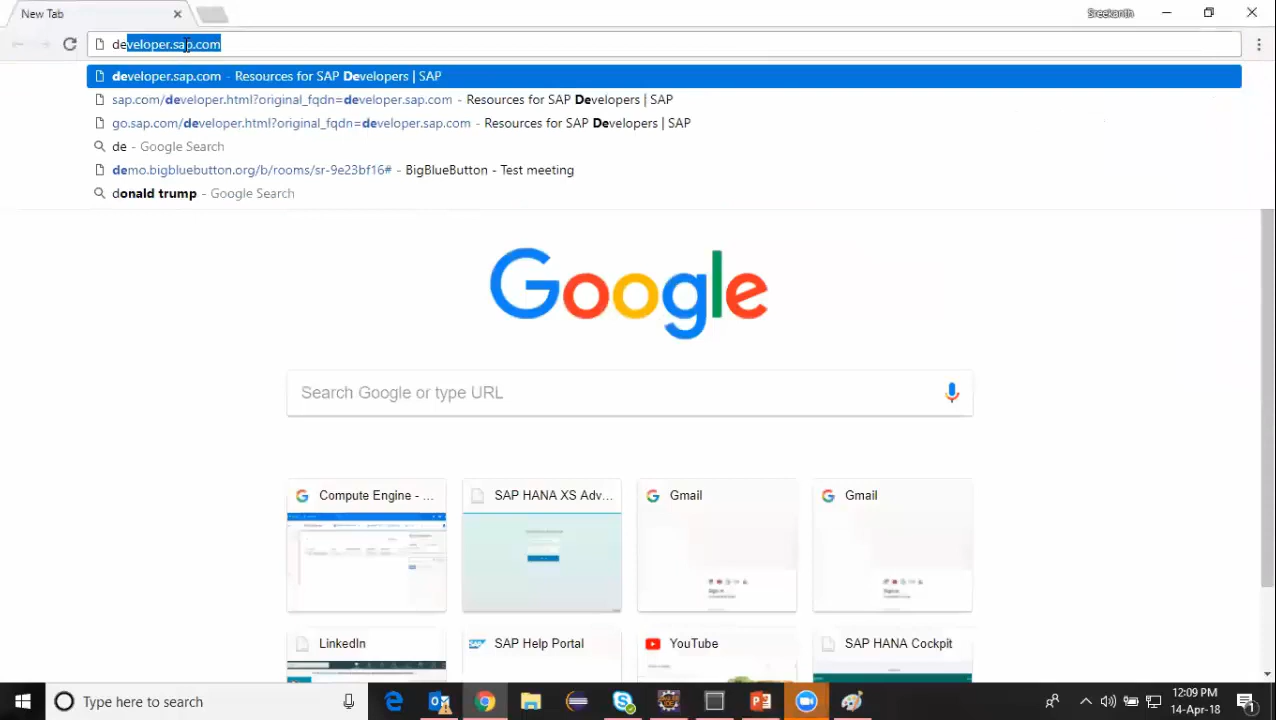 New Tab
Sreekanth
developer.sap.com
developer.sap.com - Resources for SAP Developers | SAP
sap.com/developer.html?original_fqdn=developer.sap.com - Resources for SAP Developers | SAP
go.sap.com/developer.html?original_fqdn=developer.sap.com - Resources for SAP Developers | SAP
de - Google Search
demo.bigbluebutton.org/b/rooms/sr-9e23bf16# - BigBlueButton - Test meeting
donald trump - Google Search
Google
Search Google or type URL
Compute Engine - ...
SAP HANA XS Adv...
Gmail
Gmail
LinkedIn
SAP Help Portal
YouTube
SAP HANA Cockpit
Type here to search
12:09 PM
14-Apr-18